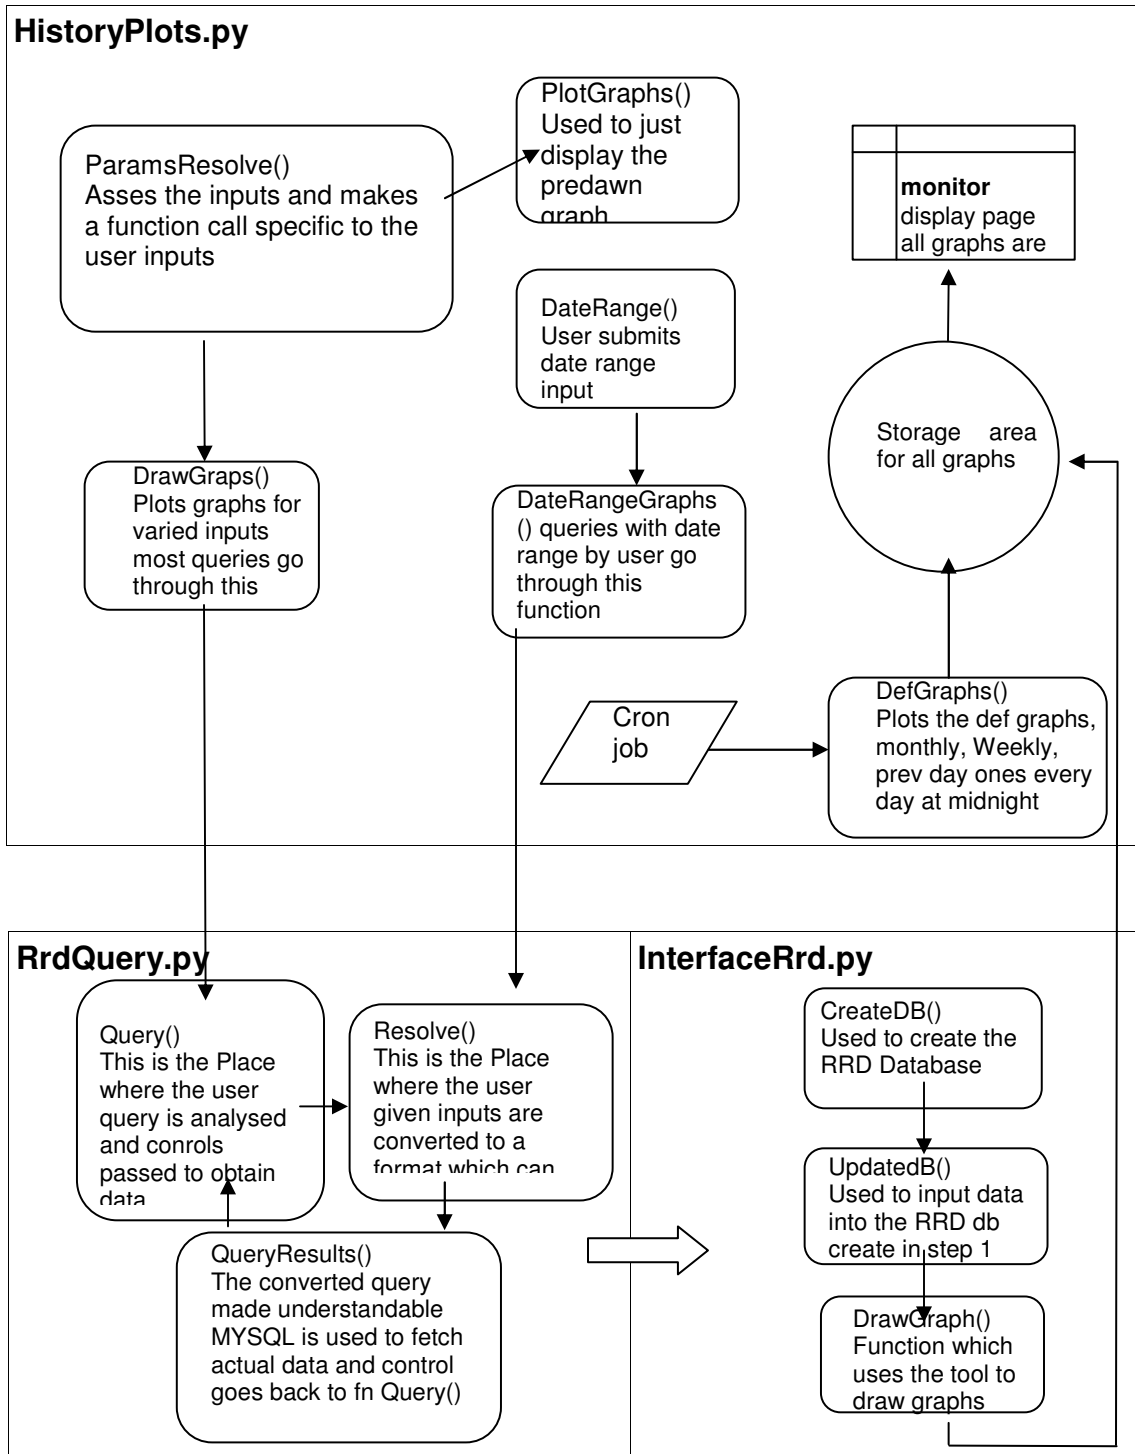 HistoryPlots.py
ParamsResolve()
Asses the inputs and makes
a function call specific to the
user inputs
PlotGraphs()
Used to just
display the
predawn
graph
monitor
display page
all graphs are
DateRange()
User submits
date range
input
Storage area
for all graphs
DrawGraps()
Plots graphs for
varied inputs
most queries go
through this
DateRangeGraphs
() queries with date
range by user go
through this
function
Cron
job
DefGraphs()
Plots the def graphs,
monthly, Weekly,
prev day ones every
day at midnight
RrdQuery.py
Query()
This is the Place
where the user
query is analysed
and conrols
passed to obtain
data
Resolve()
This is the Place
where the user
given inputs are
converted to a
format which can
QueryResults()
The converted query
made understandable
MYSQL is used to fetch
actual data and control
goes back to fn Query()
InterfaceRrd.py
CreateDB()
Used to create the
RRD Database
UpdatedB()
Used to input data
into the RRD db
create in step 1
DrawGraph()
Function which
uses the tool to
draw graphs